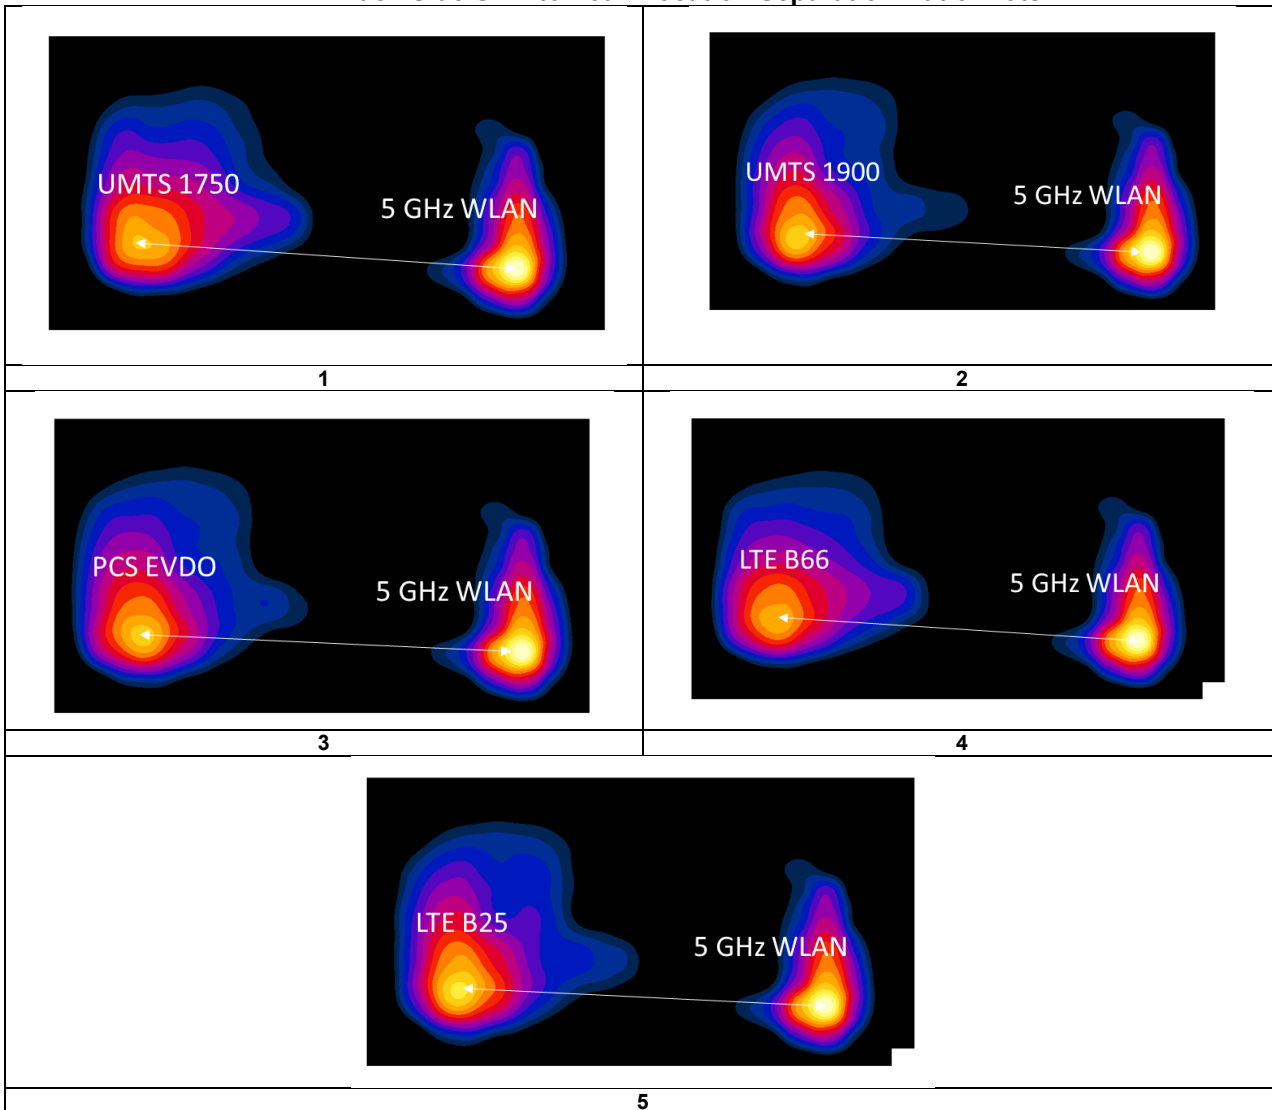 UMTS 1750
5 GHz WLAN
UMTS 1900
5 GHz WLAN
1
2
PCS EVDO
5 GHz WLAN
LTE B66
5 GHz WLAN
3
4
LTE B25
5 GHz WLAN
5